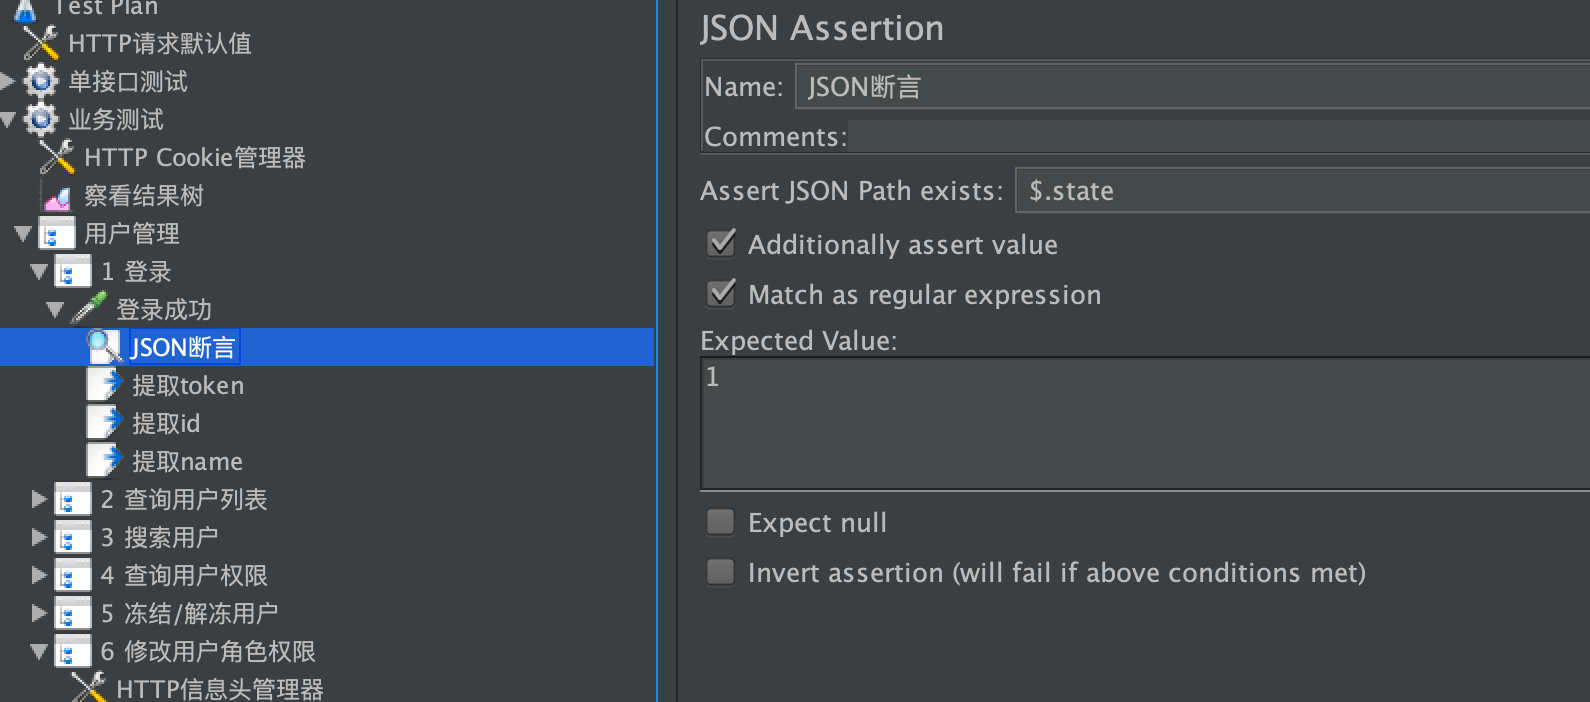 Test Plan
HTTP请求默认值
单接口测试
业务测试
HTTP Cookie管理器
察看结果树
用户管理
1 登录
登录成功
JSON断言
提取token
提取id
提取name
2 查询用户列表
3 搜索用户
4 查询用户权限
5 冻结/解冻用户
6 修改用户角色权限
HTTP信息头管理器
JSON Assertion
Name: JSON断言
Comments:
Assert JSON Path exists: $.state
Additionally assert value
Match as regular expression
Expected Value:
1
Expect null
Invert assertion (will fail if above conditions met)